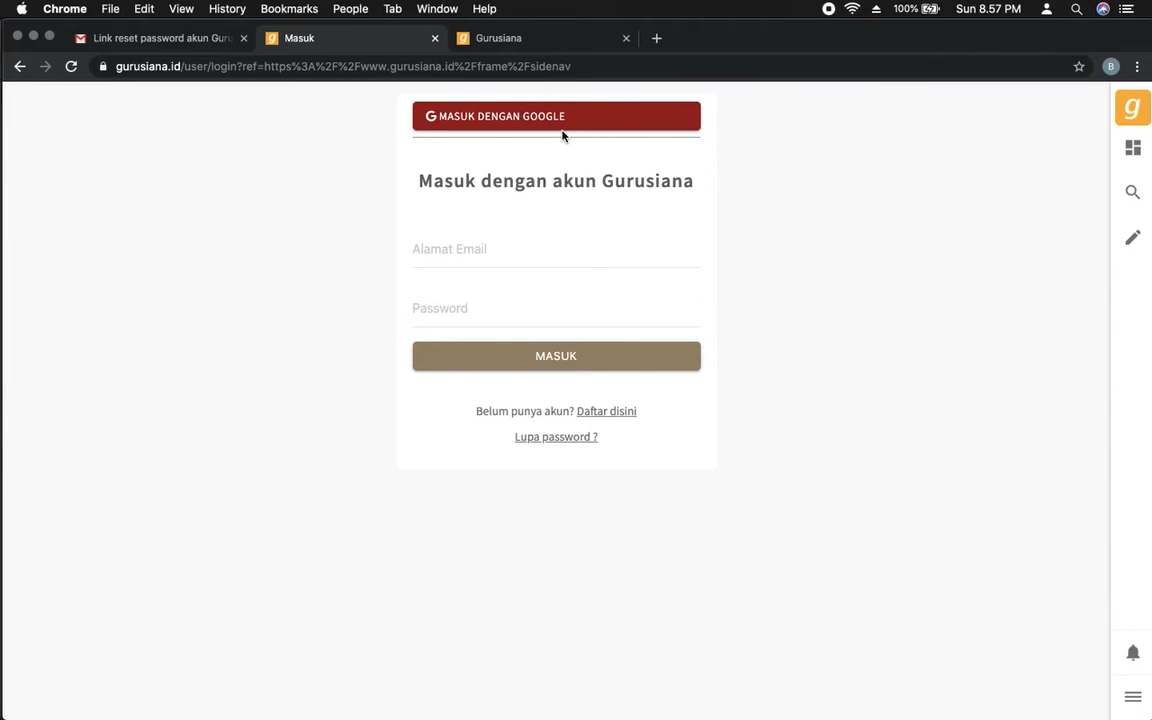 Chrome File Edit View History Bookmarks People Tab Window Help 100% Sun 8.57 PM
Link reset password akun Gur Masuk Gurusiana
gurusiana.id/user/login?ref=https%3A%2F%2Fwww.gurusiana.id%2Fframe%2Fsidenav B
g
G MASUK DENGAN GOOGLE
Masuk dengan akun Gurusiana
Alamat Email
Password
MASUK
Belum punya akun? Daftar disini
Lupa password ?